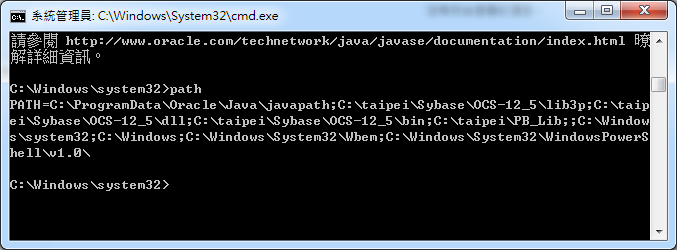 系統管理員: C:\Windows\System32\cmd.exe
請參閱 http://www.oracle.com/technetwork/java/javase/documentation/index.html 瞭
解詳細資訊。
C:\Windows\system32>path
PATH=C:\ProgramData\Oracle\Java\javapath;C:\taipei\Sybase\OCS-12_5\lib3p;C:\taip
ei\Sybase\OCS-12_5\dll;C:\taipei\Sybase\OCS-12_5\bin;C:\taipei\PB_Lib;;C:\Window
s\system32;C:\Windows;C:\Windows\System32\Wbem;C:\Windows\System32\WindowsPowerS
hell\v1.0\
C:\Windows\system32>